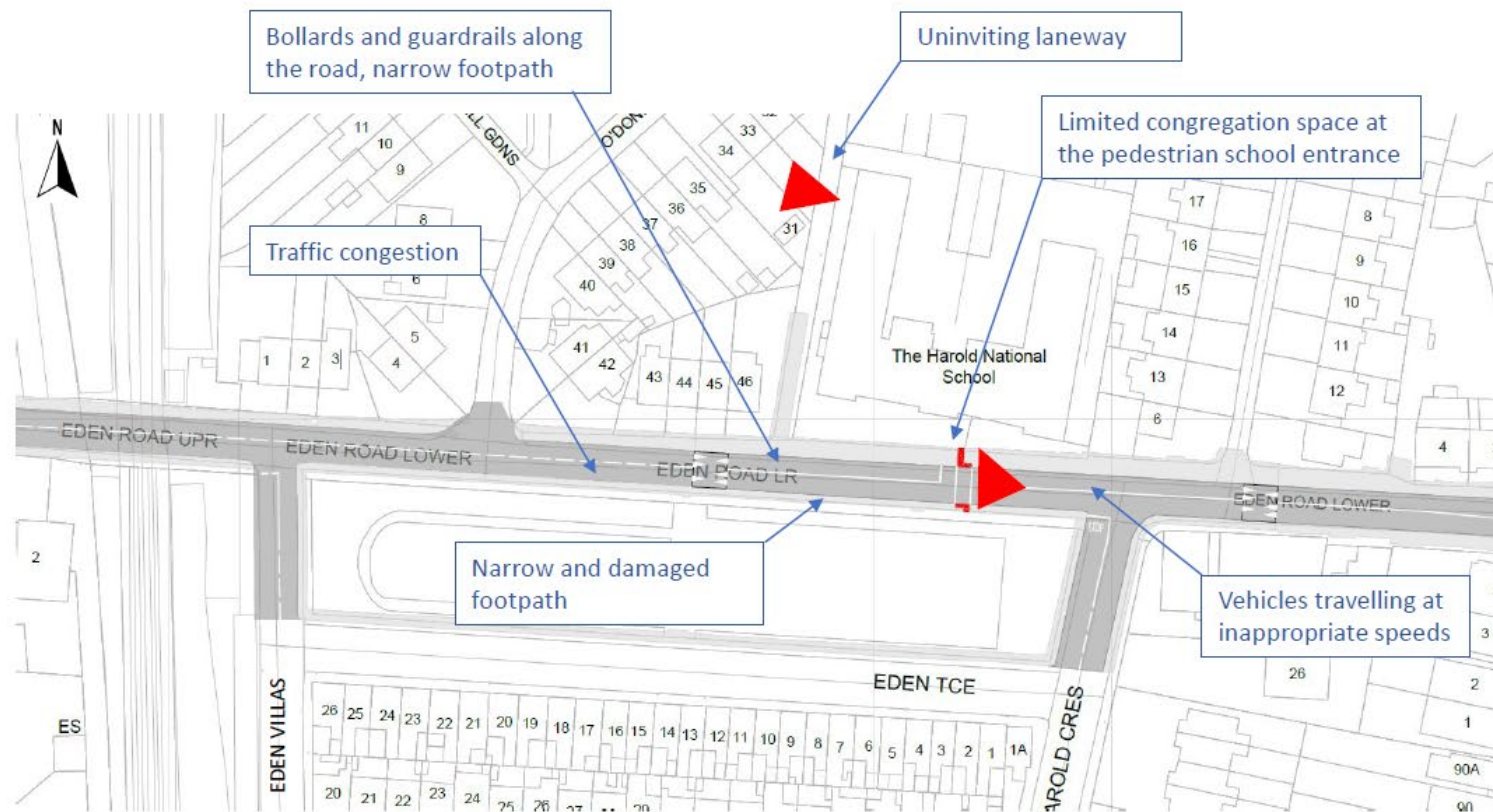 Bollards and guardrails along
the road, narrow footpath
Uninviting laneway
Limited congregation space at
the pedestrian school entrance
Traffic congestion
N
LL GDNS
O'DON
11
10
9
8
6
5
4
1
2
3
33
34
35
36
37
38
39
40
41
42
43
44
45
46
31
The Harold National
School
17
16
15
14
13
6
8
9
10
11
12
4
EDEN ROAD UPR
EDEN ROAD LOWER
EDEN ROAD LR
EDEN ROAD LOWER
Narrow and damaged
footpath
Vehicles travelling at
inappropriate speeds
2
3
26
2
1
90A
90
ES
EDEN VILLAS
EDEN TCE
AROLD CRES
26 25 24 23 22 21 20 19 18 17 16 15 14 13 12 11 10 9 8 7 6 5 4 3 2 1 1A
20 21 22 23 24 25 26 27 29